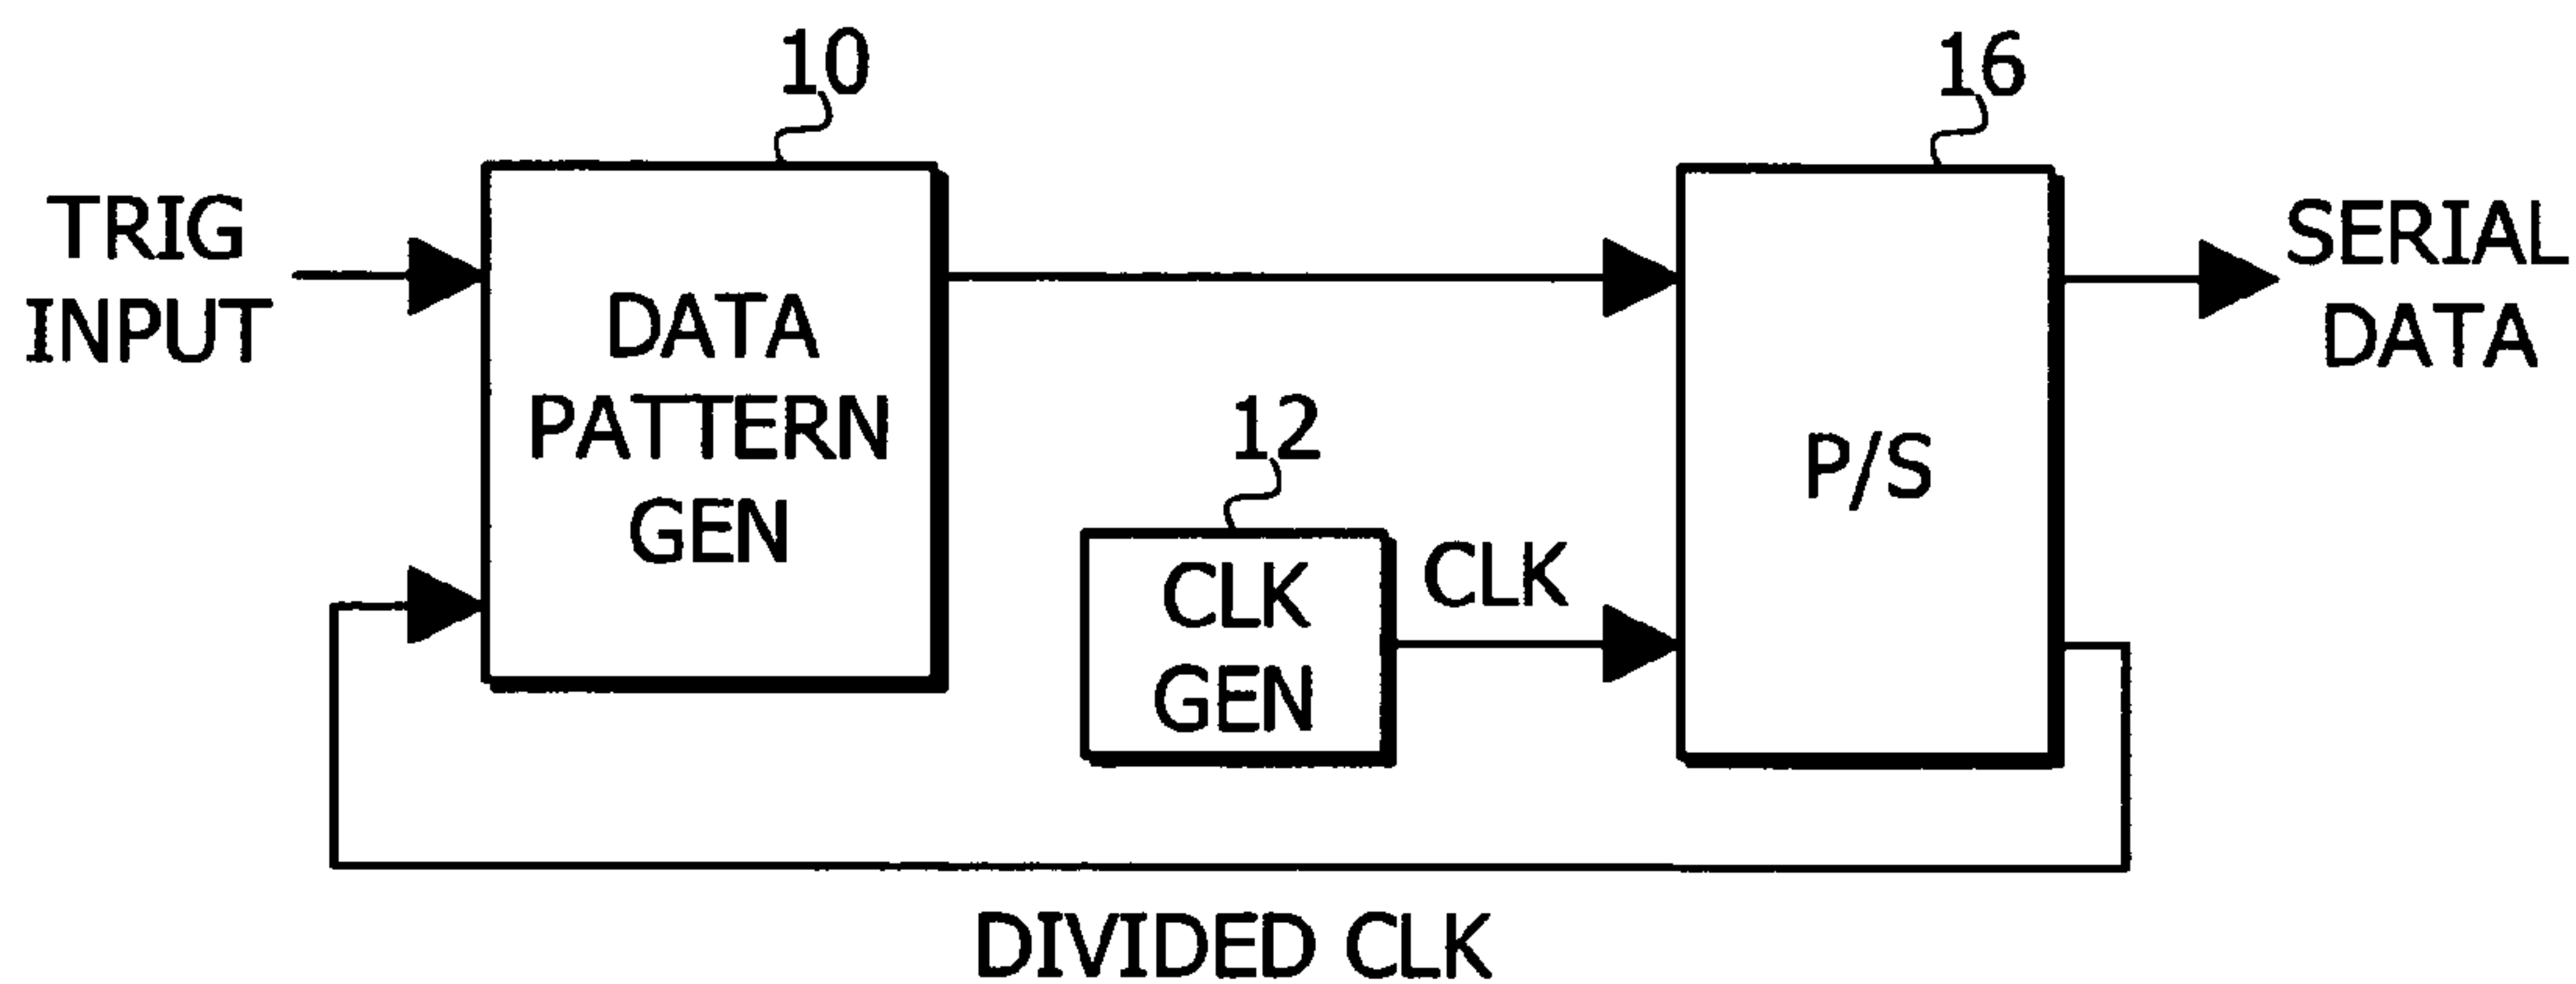 10
16
TRIG
INPUT
DATA
PATTERN
GEN
12
CLK
GEN
CLK
P/S
SERIAL
DATA
DIVIDED CLK